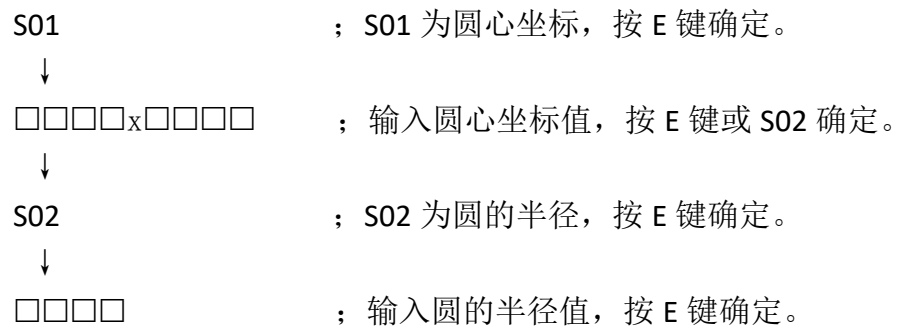 S01 ；S01 为圆心坐标，按 E 键确定。
↓
□□□□x□□□□ ；输入圆心坐标值，按 E 键或 S02 确定。
↓
S02 ；S02 为圆的半径，按 E 键确定。
↓
□□□□ ；输入圆的半径值，按 E 键确定。